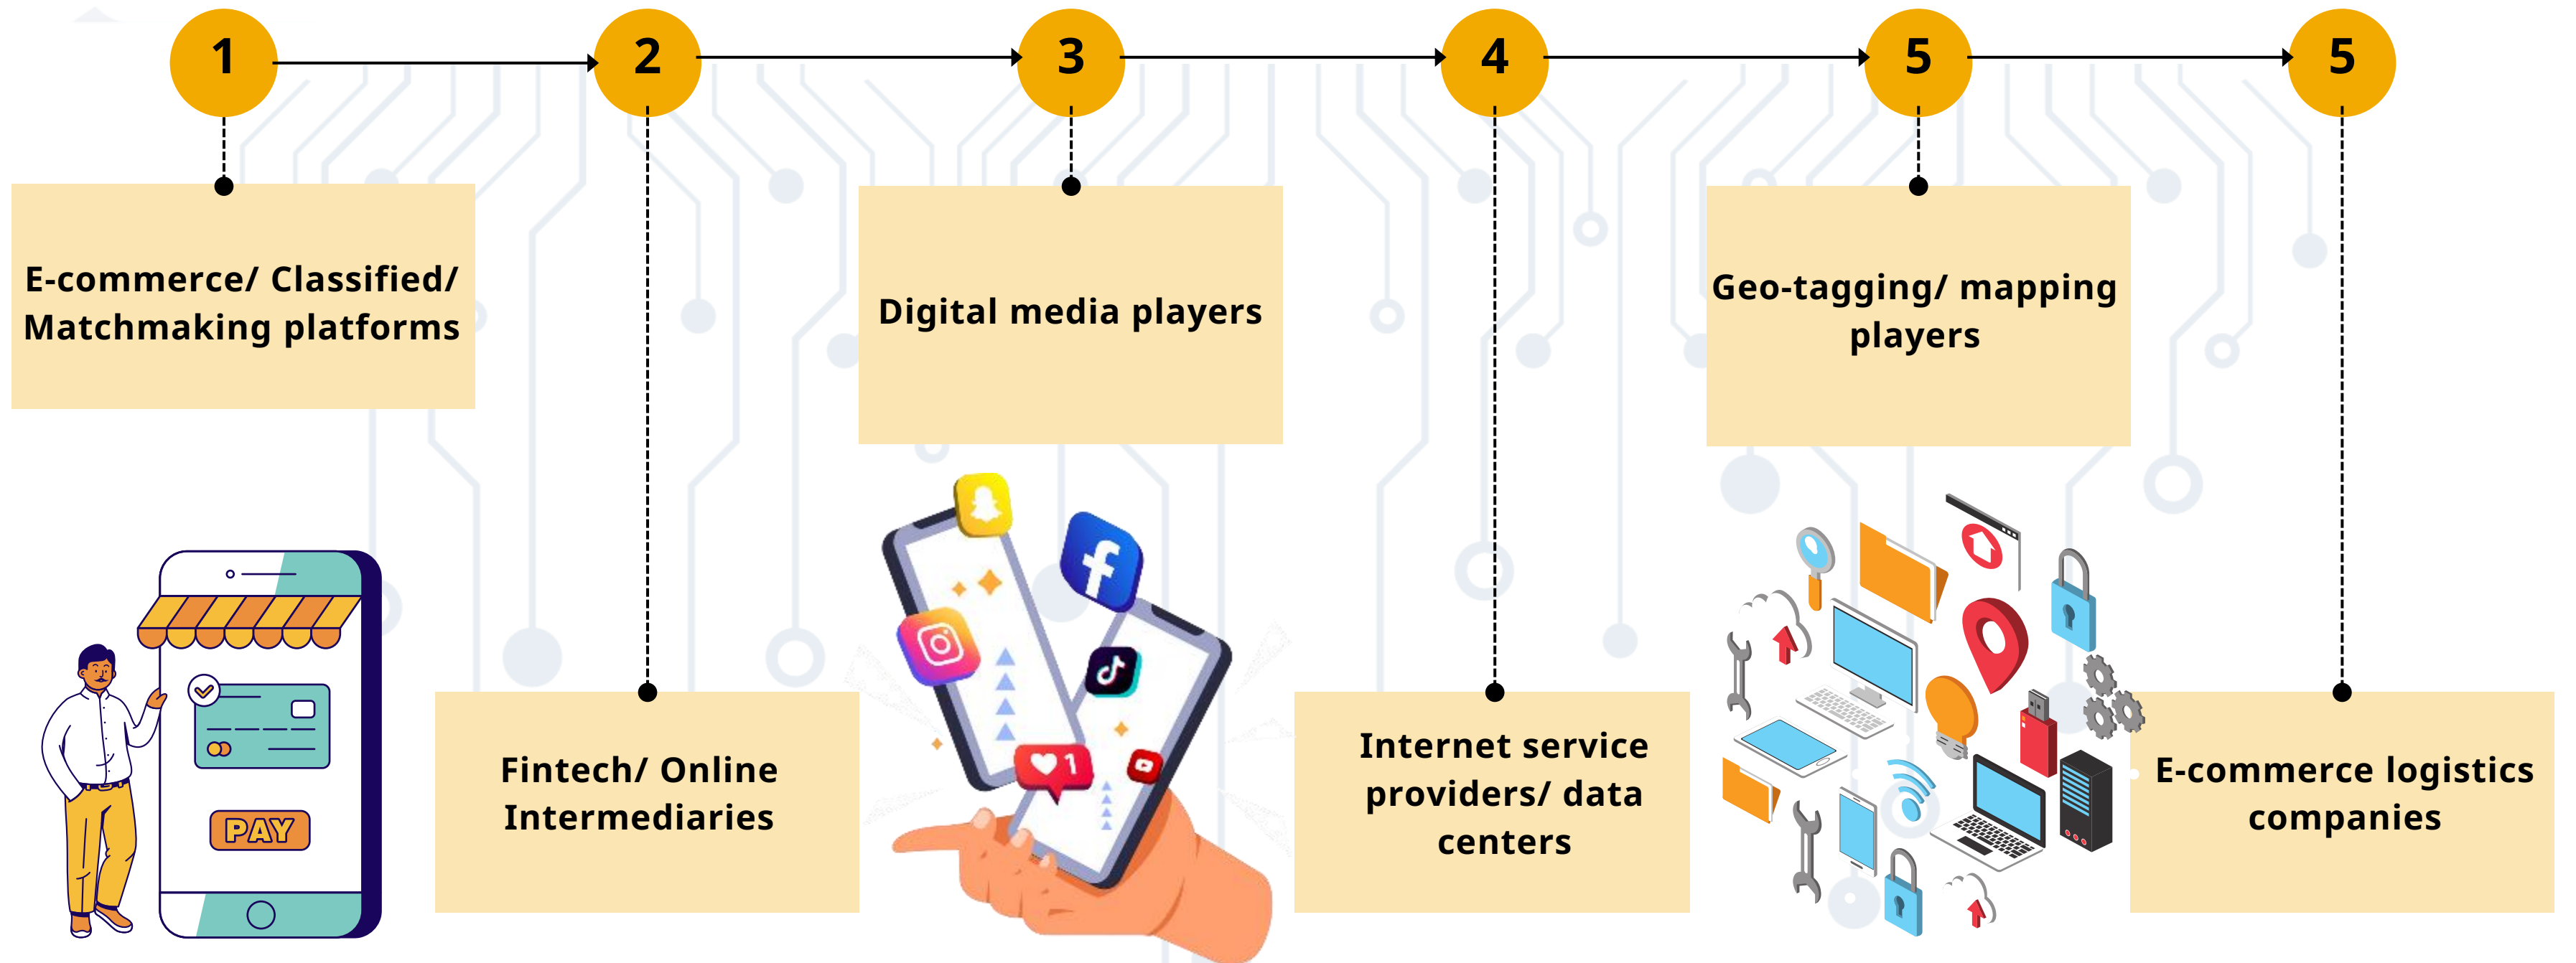 1
2
3
4
5
5
E-commerce/ Classified/
Matchmaking platforms
Digital media players
Geo-tagging/ mapping
players
Fintech/ Online
Intermediaries
Internet service
providers/ data
centers
E-commerce logistics
companies
PAY
1